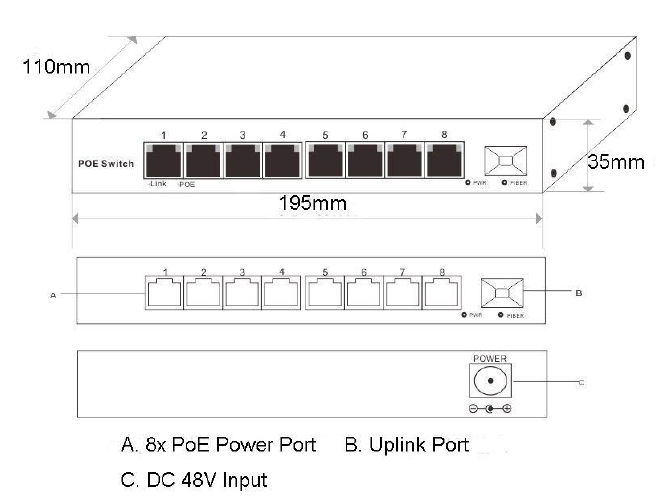 110mm
1 2 3 4 5 6 7 8
POE Switch
35mm
Link POE
PWR FIBER
195mm
1 2 3 4 5 6 7 8
A
B
PWR FIBER
POWER
C
A. 8x PoE Power Port B. Uplink Port
C. DC 48V Input